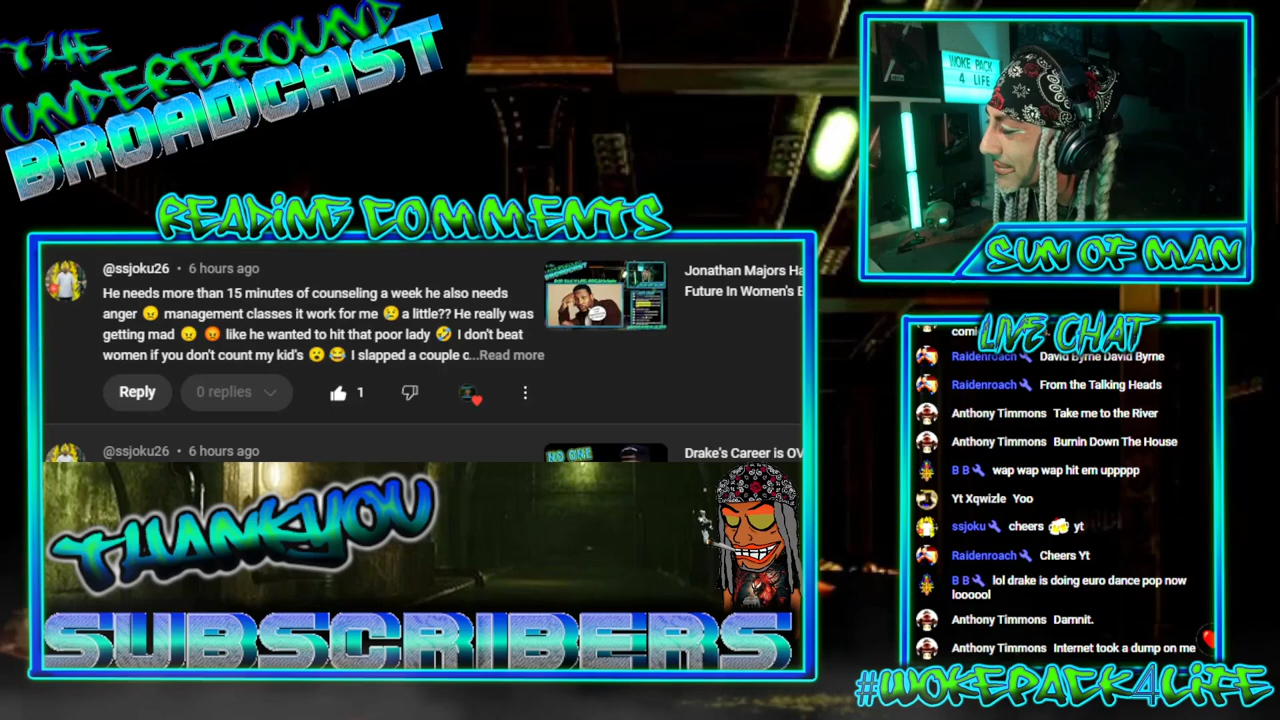 THE
UNDERGROUND
BROADCAST
READING COMMENTS
@ssjoku26 • 6 hours ago
He needs more than 15 minutes of counseling a week he also needs
anger 😠 management classes it work for me 😢 a little?? He really was
getting mad 😠 😡 like he wanted to hit that poor lady 🤣 I don't beat
women if you don't count my kid's 😮 😂 I slapped a couple c...Read more
Jonathan Majors Ha
Future In Women's E
Reply
0 replies
1
@ssjoku26 • 6 hours ago
NO ONE
Drake's Career is OV
THANKYOU
SUBSCRIBERS
WOKE PACK
4 LIFE
SUN OF MAN
LIVE CHAT
Raidenroach David Byrne David Byrne
Raidenroach From the Talking Heads
Anthony Timmons Take me to the River
Anthony Timmons Burnin Down The House
B B wap wap wap hit em uppppp
Yt Xqwizle Yoo
ssjoku cheers 🍻 yt
Raidenroach Cheers Yt
B B lol drake is doing euro dance pop now
loooool
Anthony Timmons Damnit.
Anthony Timmons Internet took a dump on me
#WOKEPACK4LIFE